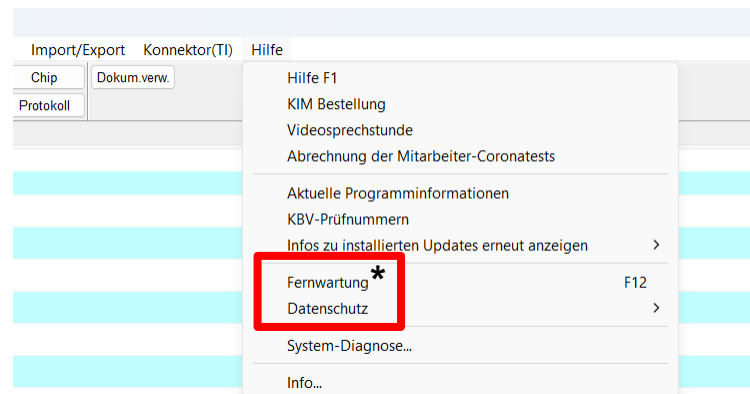 Import/Export Konnektor(TI) Hilfe
Chip Dokum.verw.
Protokoll
Hilfe F1
KIM Bestellung
Videosprechstunde
Abrechnung der Mitarbeiter-Coronatests
Aktuelle Programminformationen
KBV-Prüfnummern
Infos zu installierten Updates erneut anzeigen >
Fernwartung* F12
Datenschutz >
System-Diagnose...
Info...